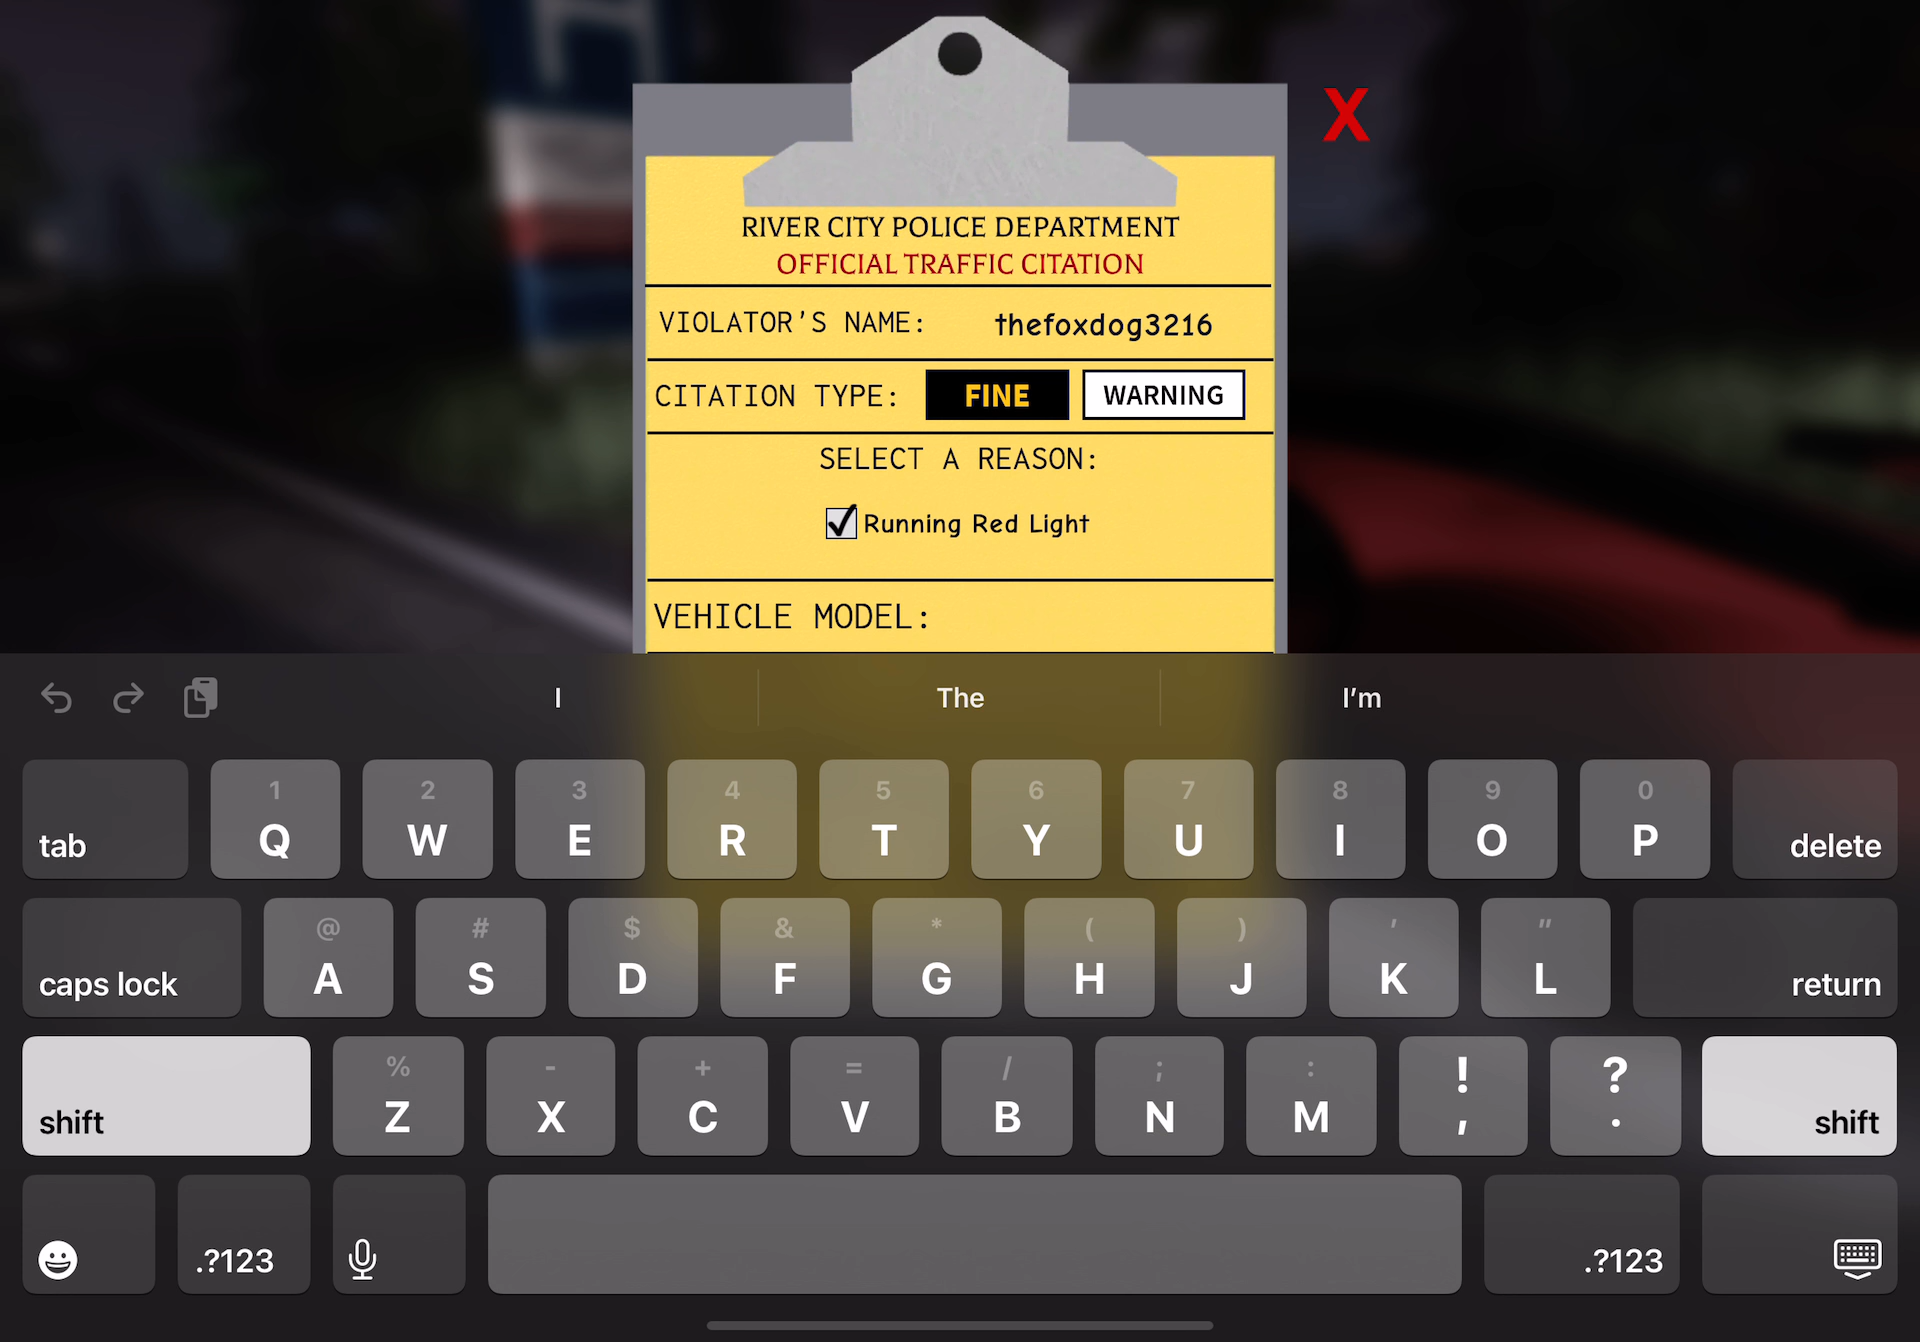 H
X
RIVER CITY POLICE DEPARTMENT
OFFICIAL TRAFFIC CITATION
VIOLATOR'S NAME: thefoxdog3216
CITATION TYPE: FINE WARNING
SELECT A REASON:
Running Red Light
VEHICLE MODEL:
I The I’m
1 2 3 4 5 6 7 8 9 0
tab Q W E R T Y U I O P delete
@ # $ & * ( ) ' "
caps lock A S D F G H J K L return
% - + = / ; : ! ?
shift Z X C V B N M , . shift
.?123 .?123